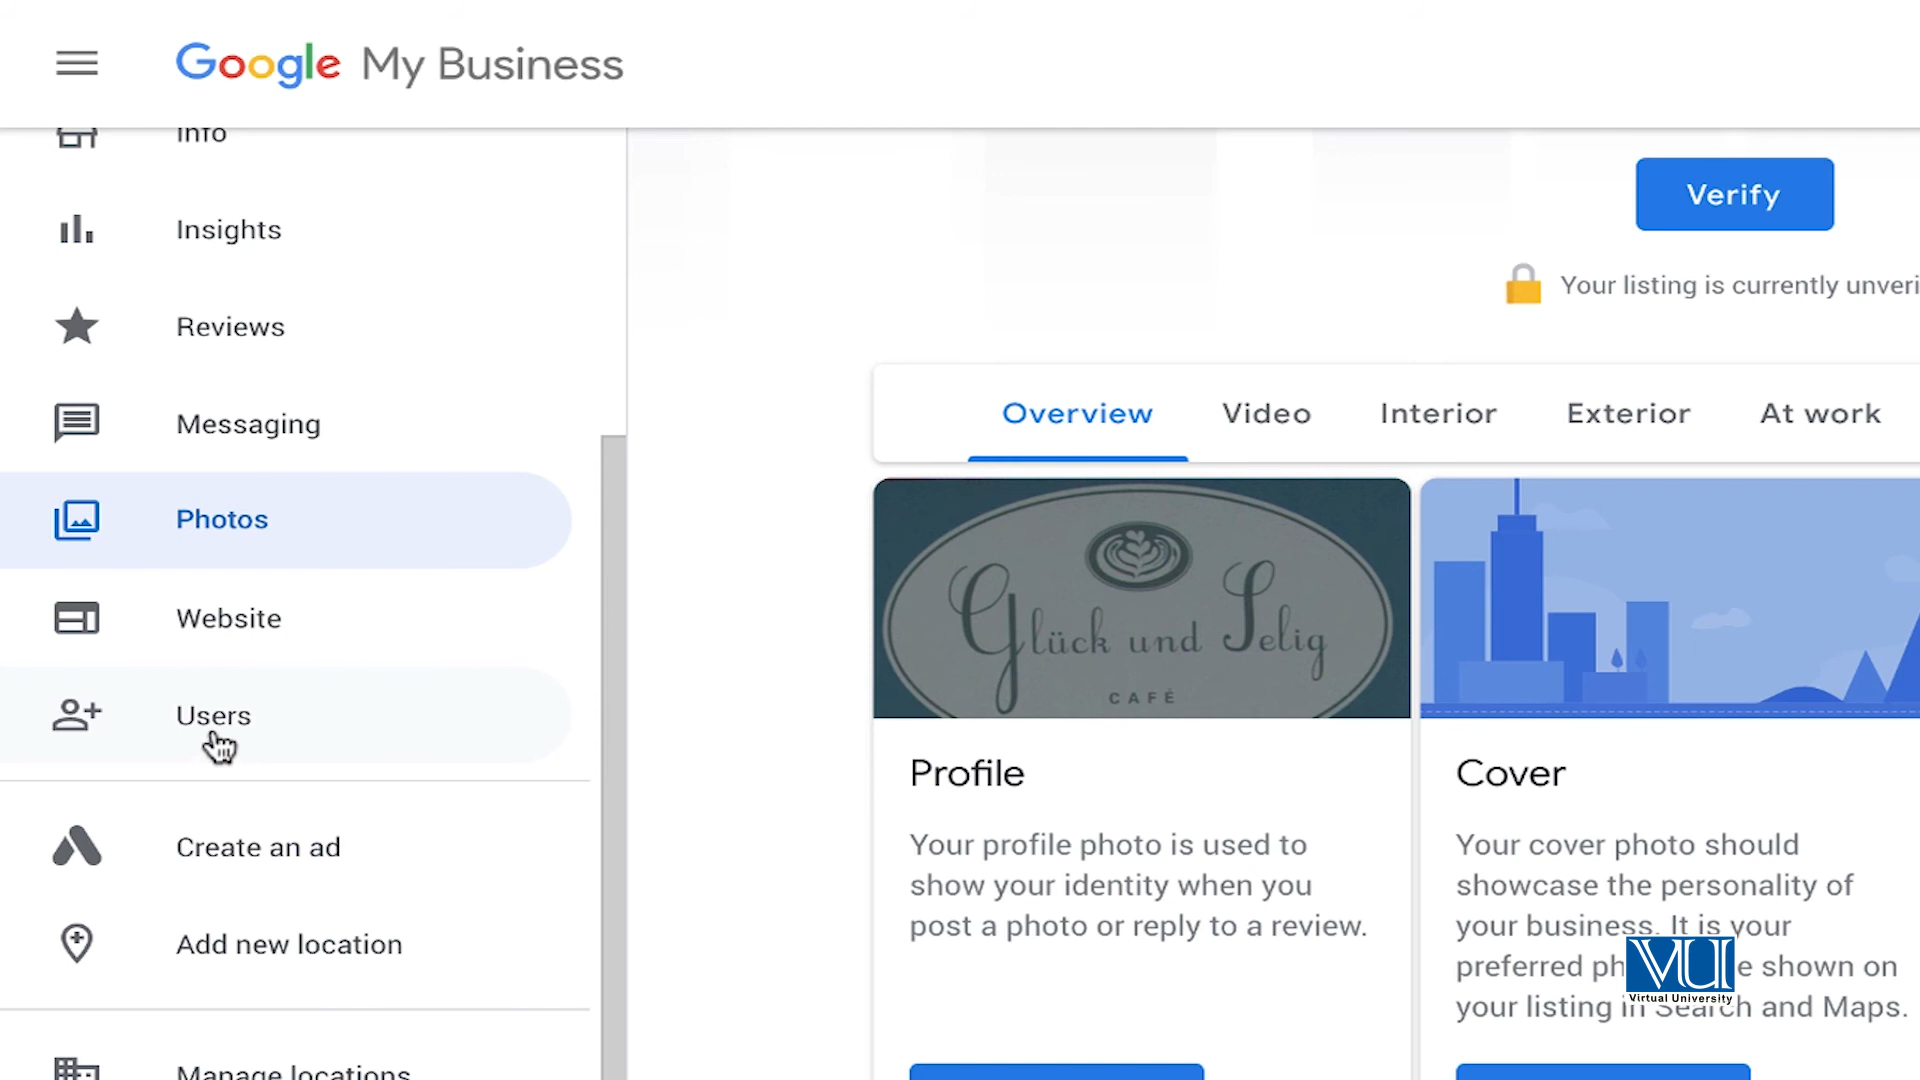 Google My Business
Info
Insights
Reviews
Messaging
Photos
Website
Users
Create an ad
Add new location
Manage locations
Verify
Your listing is currently unveri
Overview Video Interior Exterior At work
Glück und Selig
CAFÉ
Profile
Your profile photo is used to
show your identity when you
post a photo or reply to a review.
Cover
Your cover photo should
showcase the personality of
your business. It is your
preferred ph e shown on
your listing in Search and Maps.
VU
Virtual University